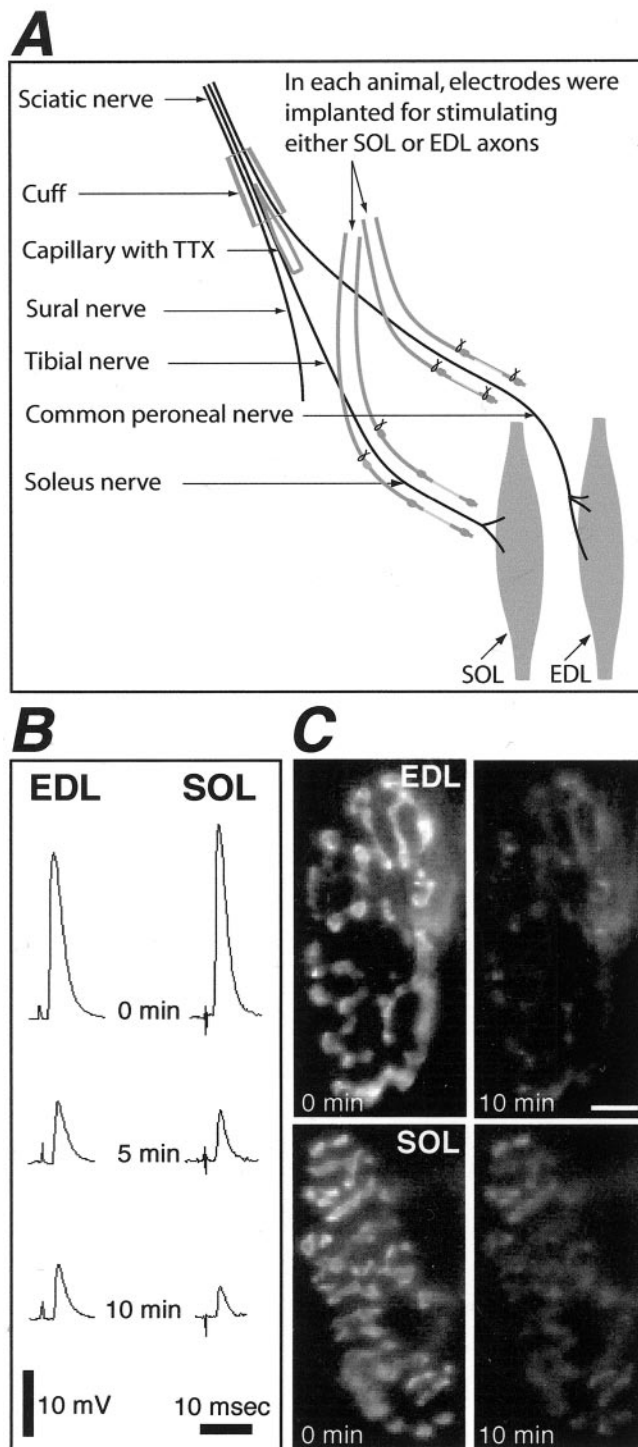 A
Sciatic nerve
In each animal, electrodes were
implanted for stimulating
either SOL or EDL axons
Cuff
Capillary with TTX
Sural nerve
Tibial nerve
Common peroneal nerve
Soleus nerve
SOL
EDL
B
EDL
SOL
0 min
5 min
10 min
10 mV
10 msec
C
EDL
0 min
10 min
SOL
0 min
10 min